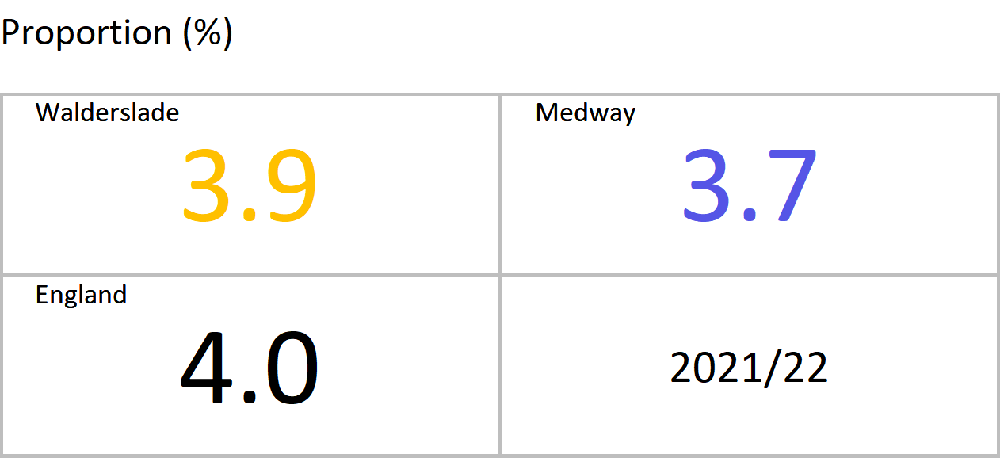 Proportion (%)
Walderslade
3.9
Medway
3.7
England
4.0
2021/22